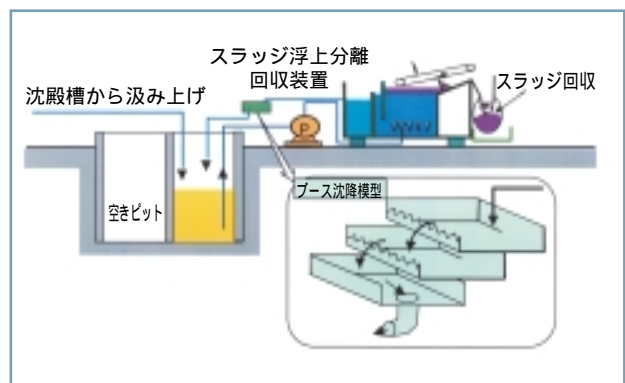 スラッジ浮上分離
回収装置
沈殿槽から汲み上げ
スラッジ回収
P
ブース沈降模型
空きピット